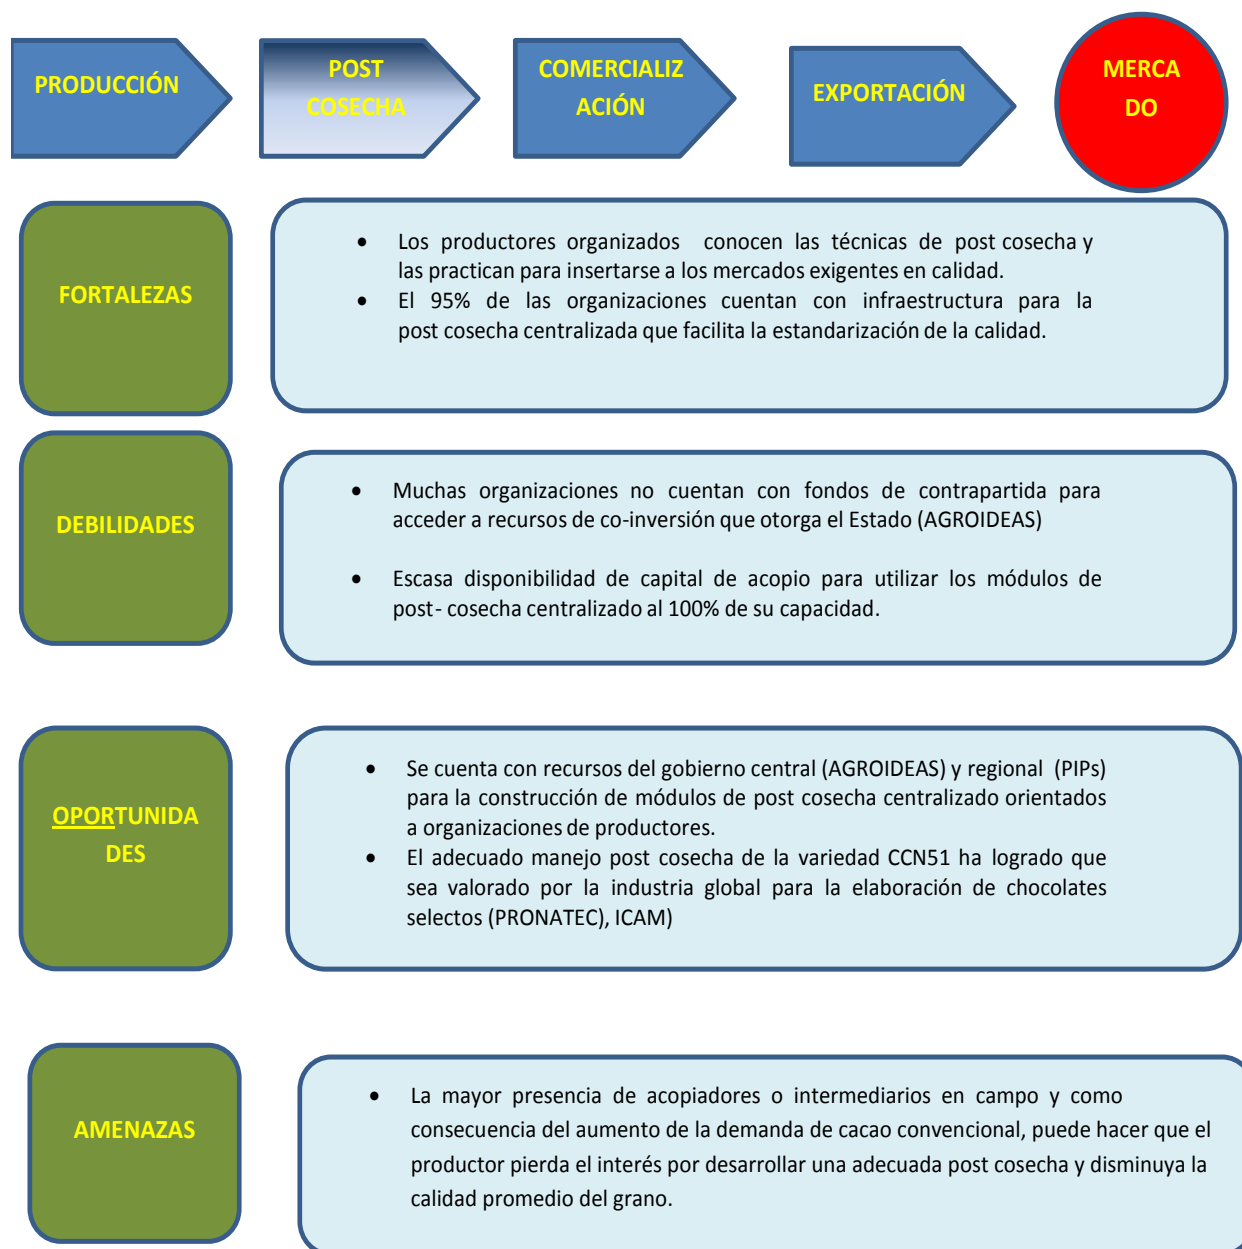 PRODUCCIÓN
POST
COSECHA
COMERCIALIZ
ACIÓN
EXPORTACIÓN
MERCA
DO
FORTALEZAS
• Los productores organizados conocen las técnicas de post cosecha y
las practican para insertarse a los mercados exigentes en calidad.
• El 95% de las organizaciones cuentan con infraestructura para la
post cosecha centralizada que facilita la estandarización de la calidad.
DEBILIDADES
• Muchas organizaciones no cuentan con fondos de contrapartida para
acceder a recursos de co-inversión que otorga el Estado (AGROIDEAS)
• Escasa disponibilidad de capital de acopio para utilizar los módulos de
post- cosecha centralizado al 100% de su capacidad.
OPORTUNIDA
DES
• Se cuenta con recursos del gobierno central (AGROIDEAS) y regional (PIPs)
para la construcción de módulos de post cosecha centralizado orientados
a organizaciones de productores.
• El adecuado manejo post cosecha de la variedad CCN51 ha logrado que
sea valorado por la industria global para la elaboración de chocolates
selectos (PRONATEC), ICAM)
AMENAZAS
• La mayor presencia de acopiadores o intermediarios en campo y como
consecuencia del aumento de la demanda de cacao convencional, puede hacer que el
productor pierda el interés por desarrollar una adecuada post cosecha y disminuya la
calidad promedio del grano.